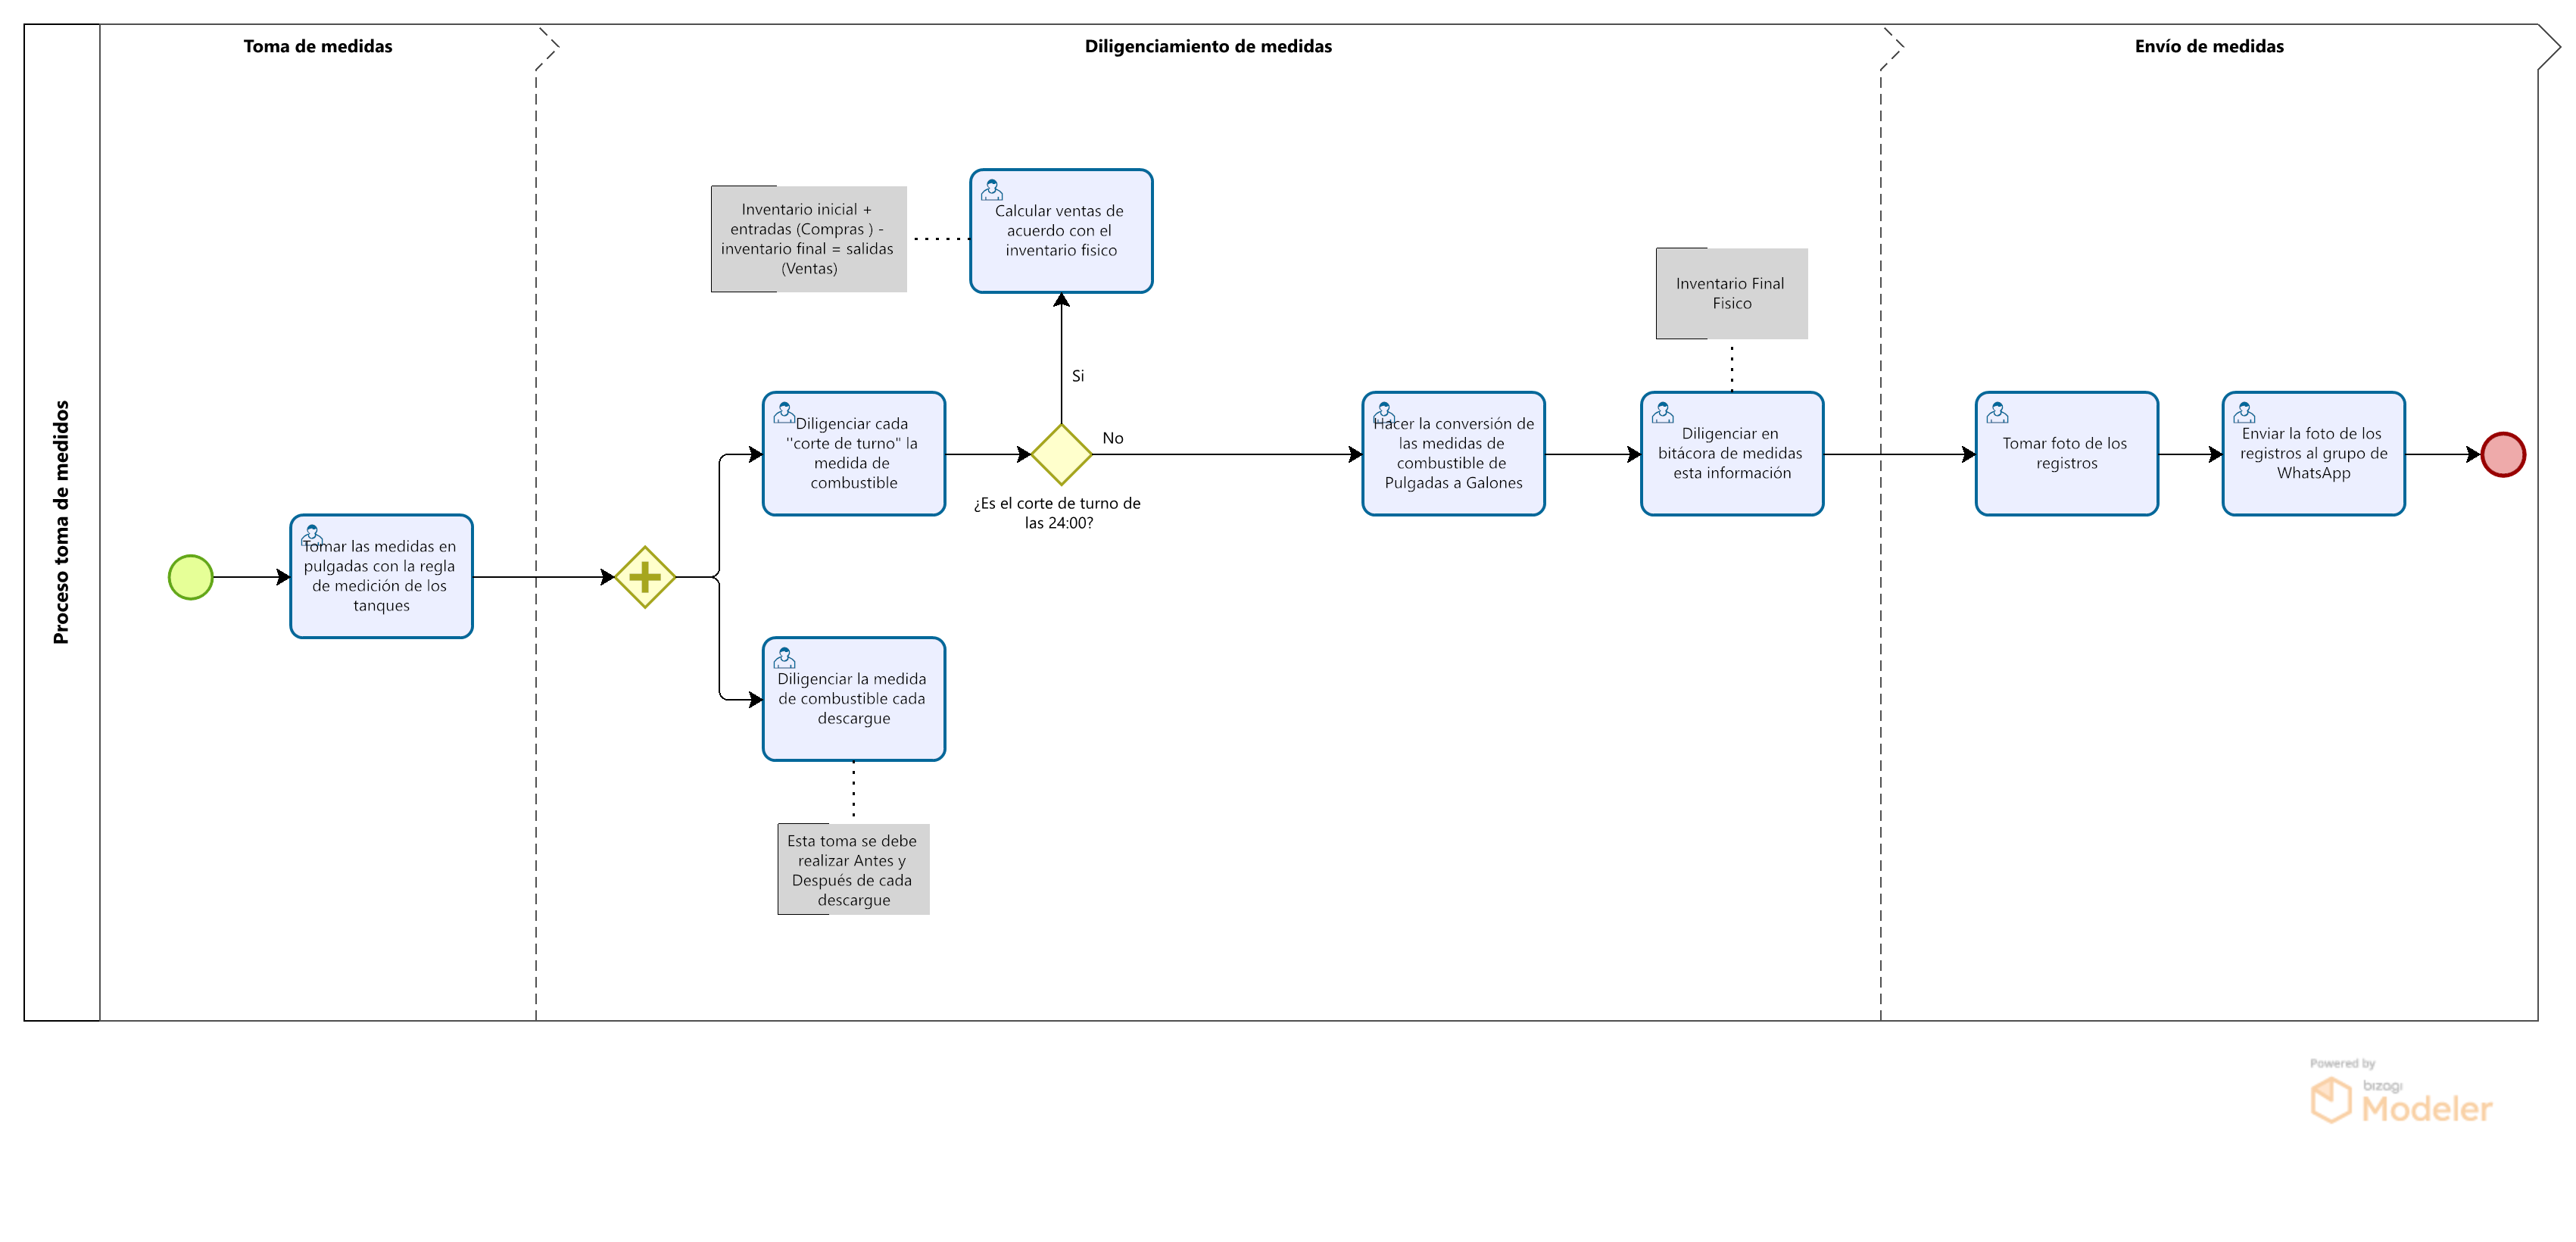 Toma de medidas
Diligenciamiento de medidas
Envío de medidas
Proceso toma de medidos
Inventario inicial +
entradas (Compras ) -
inventario final = salidas
(Ventas)
Calcular ventas de
acuerdo con el
inventario fisico
Inventario Final
Fisico
Si
Diligenciar cada
"corte de turno" la
medida de
combustible
No
¿Es el corte de turno de
las 24:00?
Hacer la conversión de
las medidas de
combustible de
Pulgadas a Galones
Diligenciar en
bitácora de medidas
esta información
Tomar foto de los
registros
Enviar la foto de los
registros al grupo de
WhatsApp
Tomar las medidas en
pulgadas con la regla
de medición de los
tanques
Diligenciar la medida
de combustible cada
descargue
Esta toma se debe
realizar Antes y
Después de cada
descargue
Powered by
bizagi
Modeler